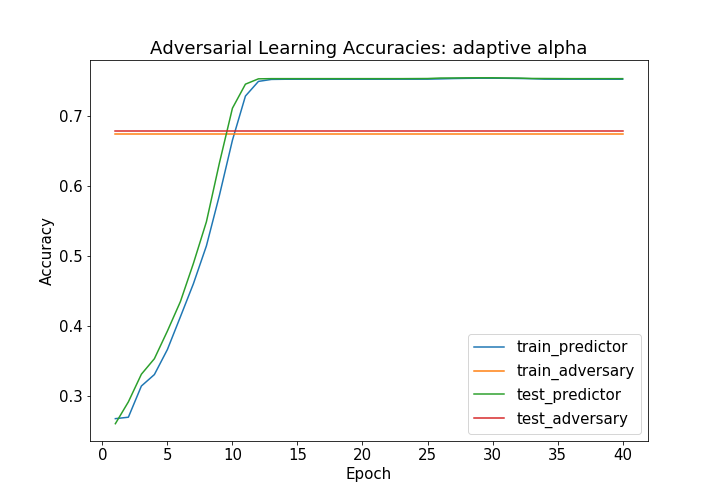 Adversarial Learning Accuracies: adaptive alpha
Accuracy
0.7
0.6
0.5
0.4
0.3
train_predictor
train_adversary
test_predictor
test_adversary
0 5 10 15 20 25 30 35 40
Epoch